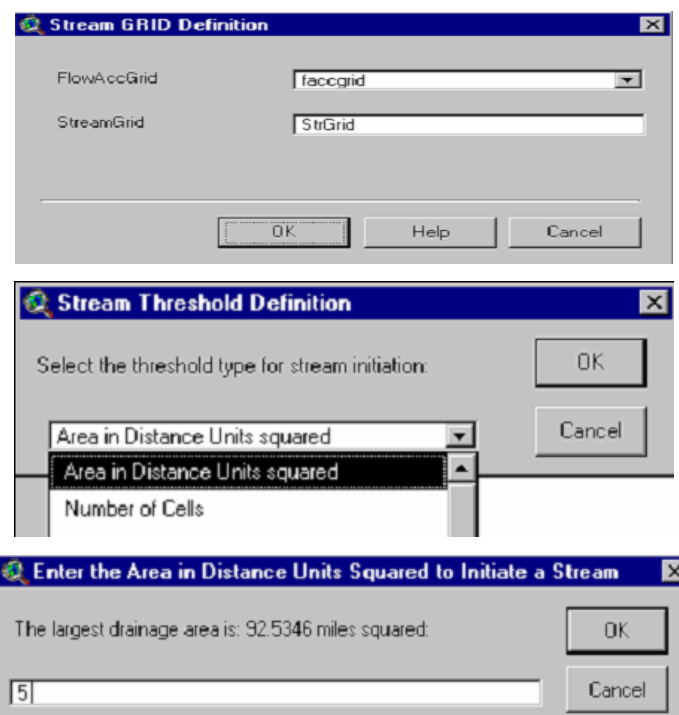 Stream GRID Definition
FlowAccGrid
faccgrid
StreamGrid
StrGrid
OK Help Cancel
Stream Threshold Definition
Select the threshold type for stream initiation:
OK
Area in Distance Units squared
Cancel
Area in Distance Units squared
Number of Cells
Enter the Area in Distance Units Squared to Initiate a Stream
The largest drainage area is: 92.5346 miles squared:
OK
5
Cancel